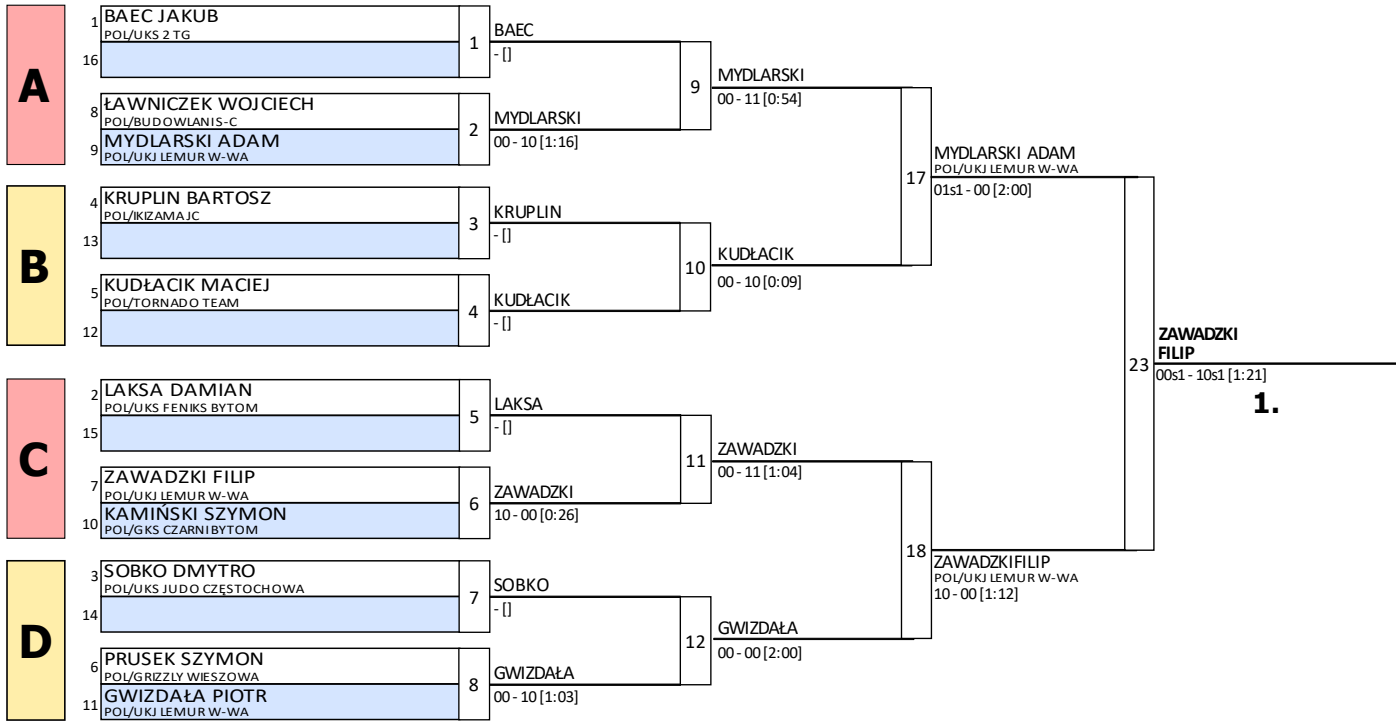 A
1 BAEC JAKUB
POL/UKS 2 TG
16
1
BAEC
- []
8 ŁAWNICZEK WOJCIECH
POL/BUDOWLANI S-C
9 MYDLARSKI ADAM
POL/UKJ LEMUR W-WA
2
MYDLARSKI
00 - 10 [1:16]
9
MYDLARSKI
00 - 11 [0:54]
B
4 KRUPLIN BARTOSZ
POL/IKIZAMA JC
13
3
KRUPLIN
- []
5 KUDŁACIK MACIEJ
POL/TORNADO TEAM
12
4
KUDŁACIK
- []
10
KUDŁACIK
00 - 10 [0:09]
17
MYDLARSKI ADAM
POL/UKJ LEMUR W-WA
01s1 - 00 [2:00]
C
2 LAKSA DAMIAN
POL/UKS FENIKS BYTOM
15
5
LAKSA
- []
7 ZAWADZKI FILIP
POL/UKJ LEMUR W-WA
10 KAMIŃSKI SZYMON
POL/GKS CZARNI BYTOM
6
ZAWADZKI
10 - 00 [0:26]
11
ZAWADZKI
00 - 11 [1:04]
D
3 SOBKO DMYTRO
POL/UKS JUDO CZĘSTOCHOWA
14
7
SOBKO
- []
6 PRUSEK SZYMON
POL/GRIZZLY WIESZOWA
11 GWIZDAŁA PIOTR
POL/UKJ LEMUR W-WA
8
GWIZDAŁA
00 - 10 [1:03]
12
GWIZDAŁA
00 - 00 [2:00]
18
ZAWADZKI FILIP
POL/UKJ LEMUR W-WA
10 - 00 [1:12]
23
ZAWADZKI
FILIP
00s1 - 10s1 [1:21]
1.